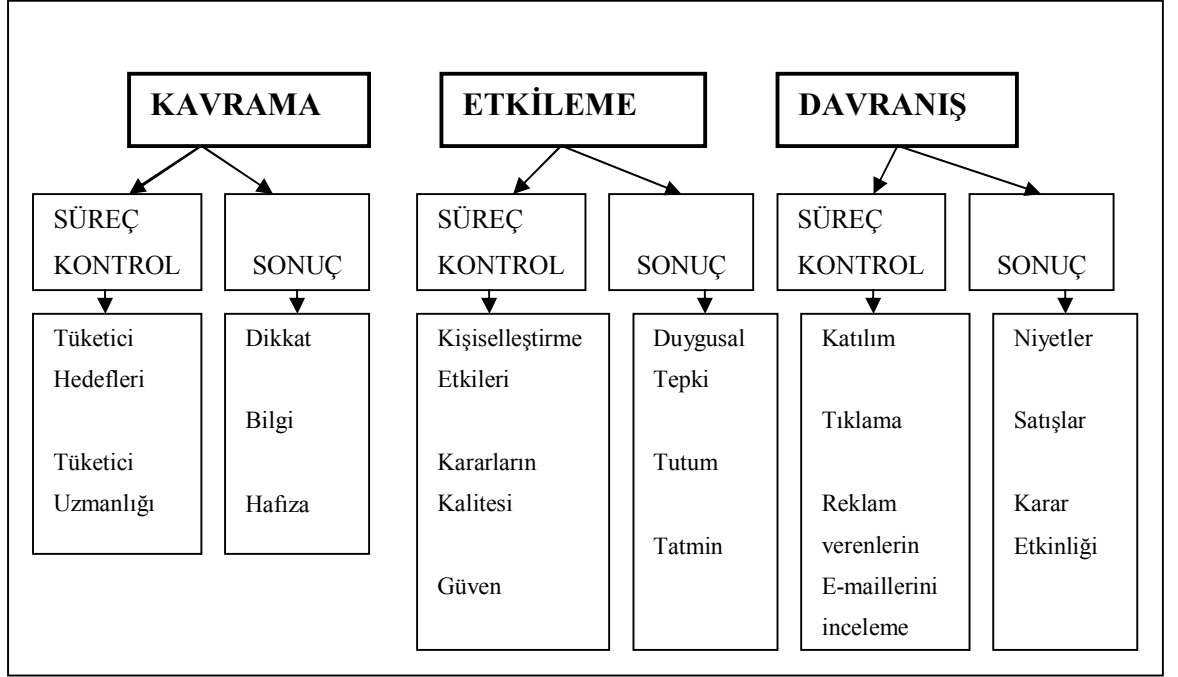 KAVRAMA
ETKİLEME
DAVRANIŞ
SÜREÇ
KONTROL
SONUÇ
SÜREÇ
KONTROL
SONUÇ
SÜREÇ
KONTROL
SONUÇ
Tüketici
Hedefleri
Tüketici
Uzmanlığı
Dikkat
Bilgi
Hafıza
Kişiselleştirme
Etkileri
Kararların
Kalitesi
Güven
Duygusal
Tepki
Tutum
Tatmin
Katılım
Tıklama
Reklam
verenlerin
E-maillerini
inceleme
Niyetler
Satışlar
Karar
Etkinliği